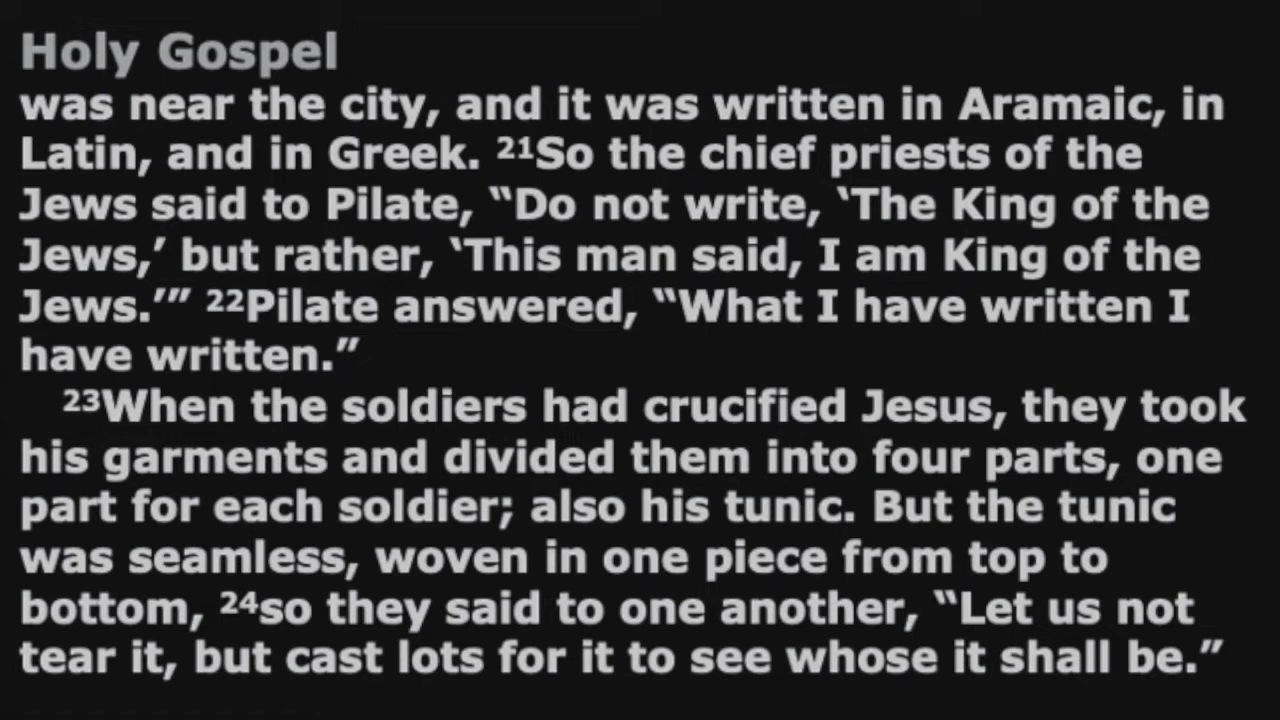 Holy Gospel
was near the city, and it was written in Aramaic, in
Latin, and in Greek. ²¹So the chief priests of the
Jews said to Pilate, “Do not write, ‘The King of the
Jews,’ but rather, ‘This man said, I am King of the
Jews.’” ²²Pilate answered, “What I have written I
have written.”
²³When the soldiers had crucified Jesus, they took
his garments and divided them into four parts, one
part for each soldier; also his tunic. But the tunic
was seamless, woven in one piece from top to
bottom, ²⁴so they said to one another, “Let us not
tear it, but cast lots for it to see whose it shall be.”